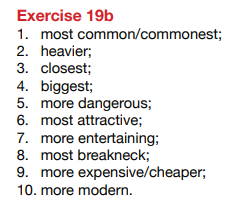 Exercise 19b
1. most common/commonest;
2. heavier;
3. closest;
4. biggest;
5. more dangerous;
6. most attractive;
7. more entertaining;
8. most breakneck;
9. more expensive/cheaper;
10. more modern.